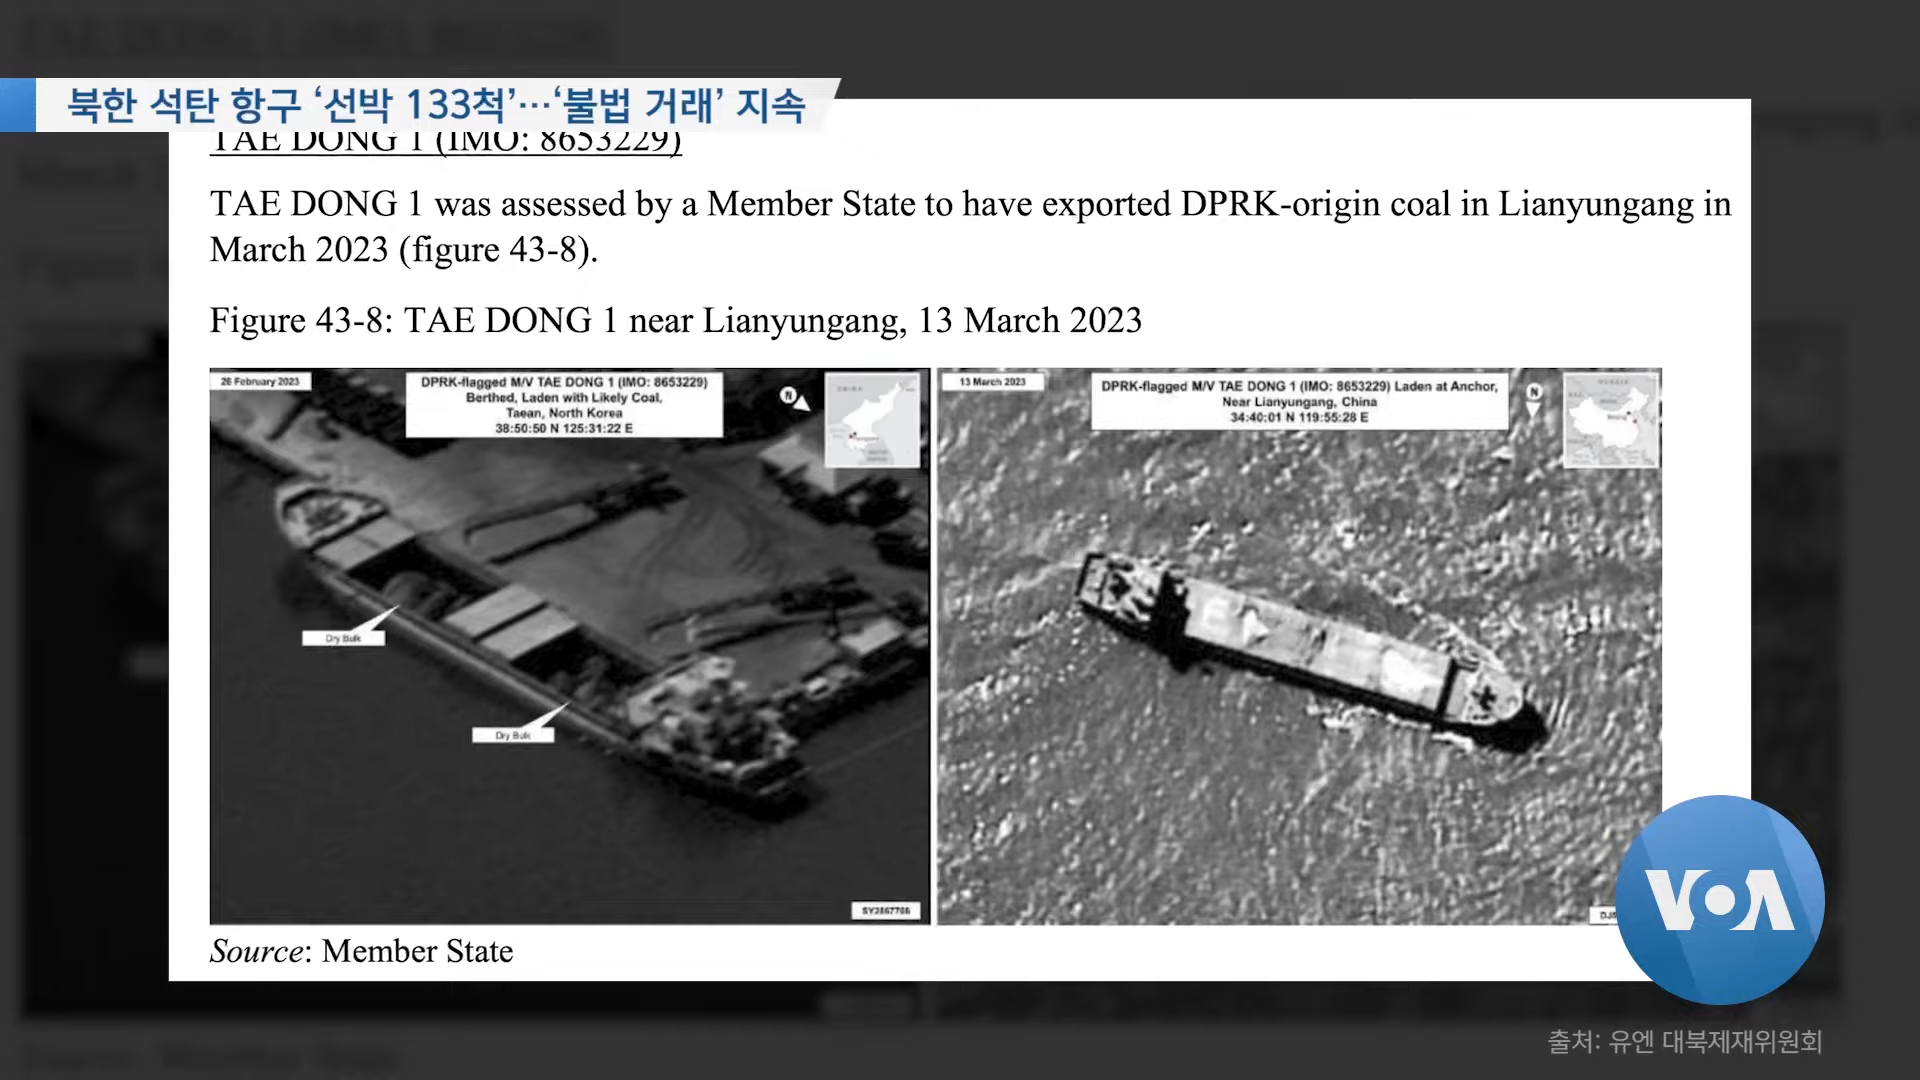 북한 석탄 항구 ‘선박 133척’…‘불법 거래’ 지속
TAE DONG 1 (IMO: 8653229)
TAE DONG 1 was assessed by a Member State to have exported DPRK-origin coal in Lianyungang in
March 2023 (figure 43-8).
Figure 43-8: TAE DONG 1 near Lianyungang, 13 March 2023
26 February 2023
DPRK-flagged M/V TAE DONG 1 (IMO: 8653229)
Berthed, Laden with Likely Coal,
Taean, North Korea
38:50:50 N 125:31:22 E
N
Dry Bulk
Dry Bulk
13 March 2023
DPRK-flagged M/V TAE DONG 1 (IMO: 8653229) Laden at Anchor,
Near Lianyungang, China
34:40:01 N 119:55:28 E
N
Source: Member State
VOA
출처: 유엔 대북제재위원회